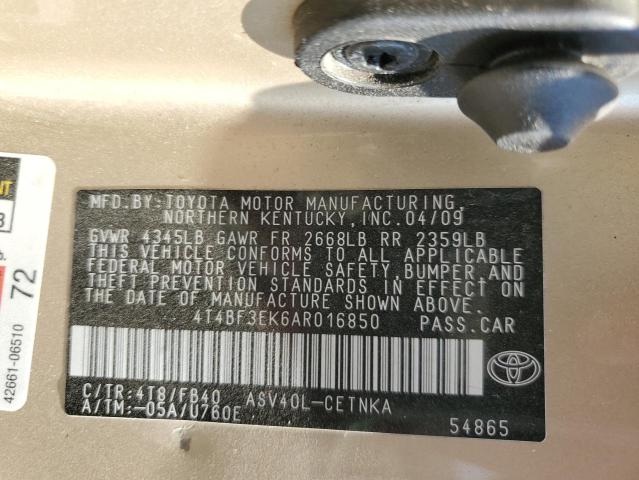 MFD.BY:TOYOTA MOTOR MANUFACTURING,
NORTHERN KENTUCKY, INC.04/09
GVWR 4345LB GAWR FR 2668LB RR 2359LB
THIS VEHICLE CONFORMS TO ALL APPLICABLE
FEDERAL MOTOR VEHICLE SAFETY,BUMPER,AND
THEFT PREVENTION STANDARDS IN EFFECT ON
THE DATE OF MANUFACTURE SHOWN ABOVE.
4T4BF3EK6AR016850 PASS.CAR
C/TR:4T8/FB40 ASV40L-CETNKA
A/TM:-05A/U760E
54865
TOYOTA
42661-06510
72